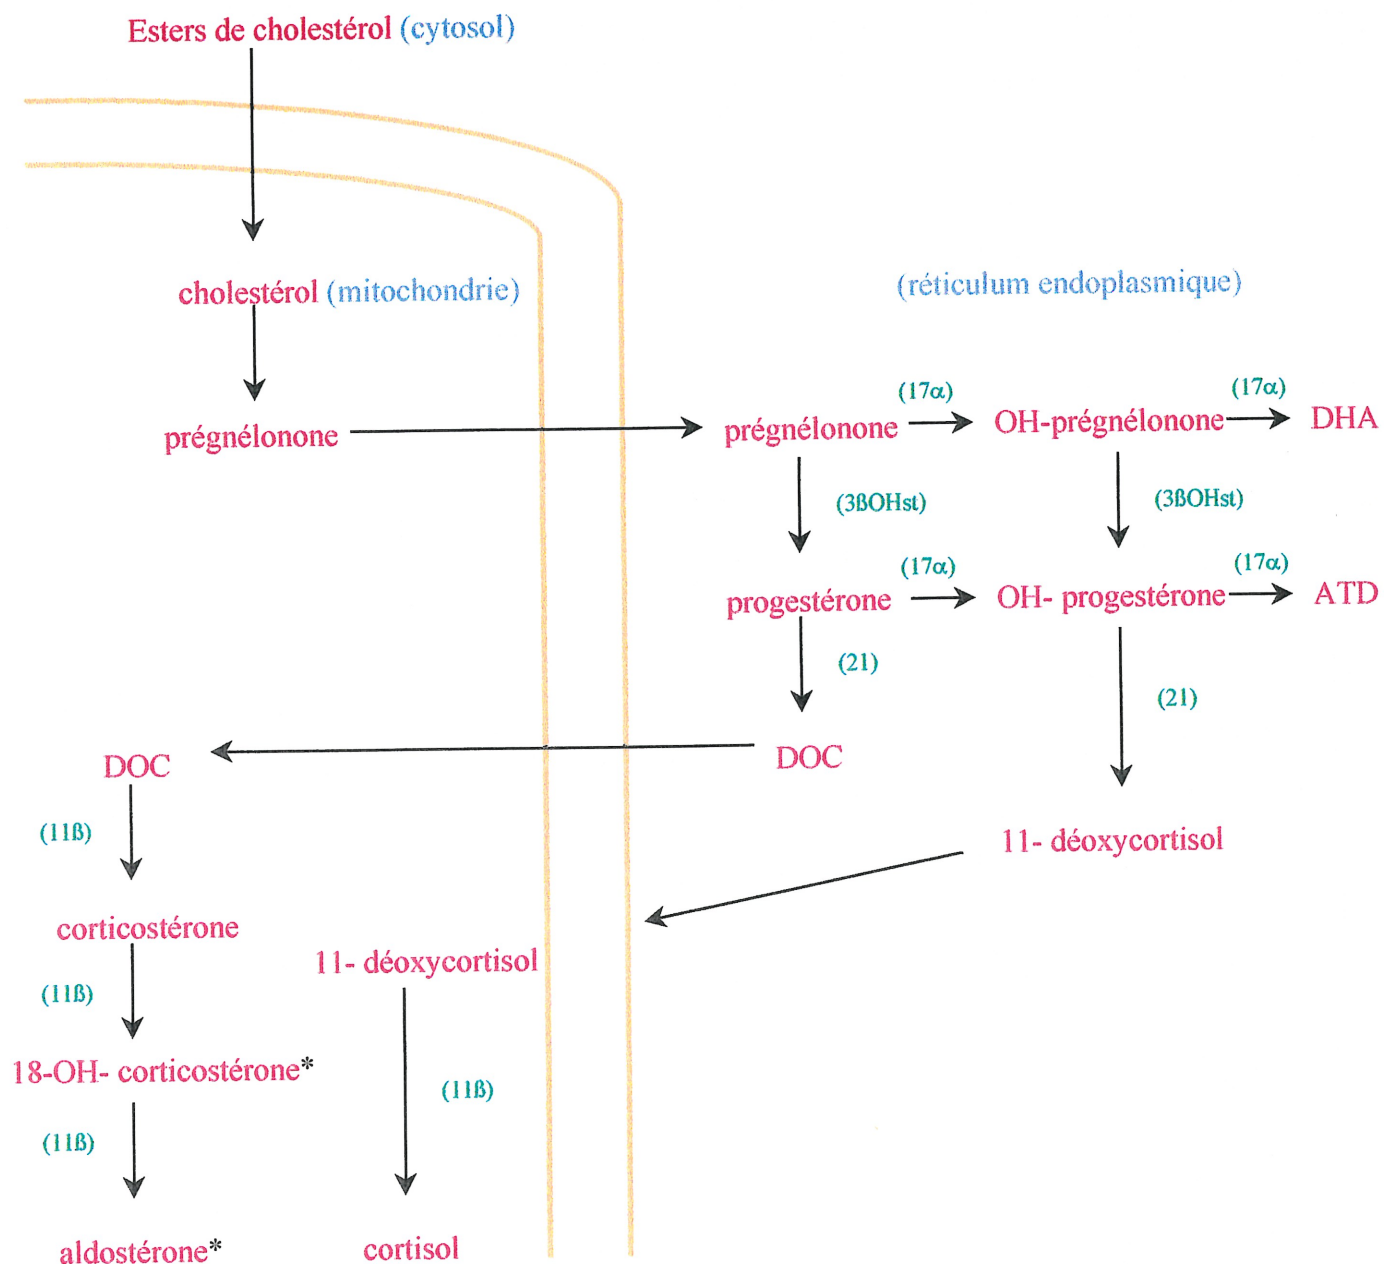 Esters de cholestérol (cytosol)
cholestérol (mitochondrie)
(réticulum endoplasmique)
prégnélonone
prégnélonone
(17α)
OH-prégnélonone
(17α)
DHA
(3ßOHst)
(3ßOHst)
progestérone
(17α)
OH- progestérone
(17α)
ATD
(21)
(21)
DOC
DOC
(11ß)
11- déoxycortisol
corticostérone
11- déoxycortisol
(11ß)
18-OH- corticostérone*
(11ß)
(11ß)
aldostérone*
cortisol